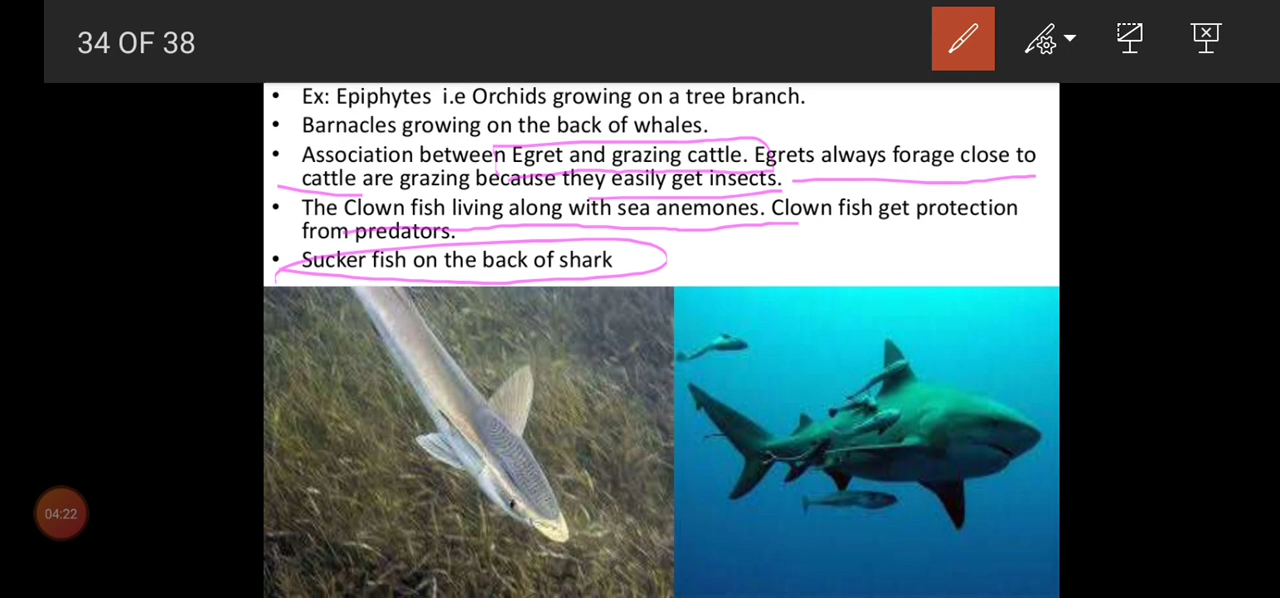 34 OF 38
• Ex: Epiphytes i.e Orchids growing on a tree branch.
• Barnacles growing on the back of whales.
• Association between Egret and grazing cattle. Egrets always forage close to
cattle are grazing because they easily get insects.
• The Clown fish living along with sea anemones. Clown fish get protection
from predators.
• Sucker fish on the back of shark
04:22